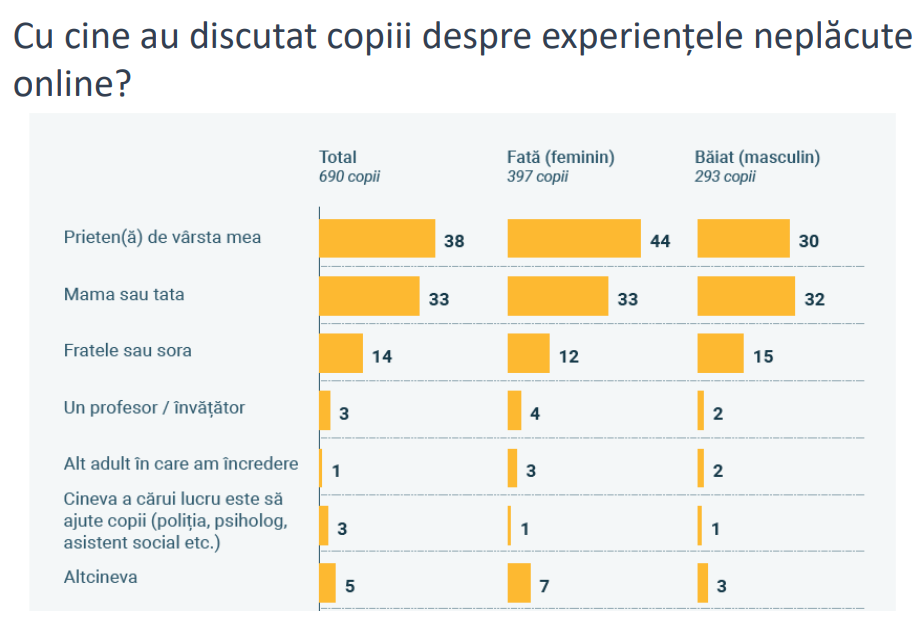 Cu cine au discutat copiii despre experiențele neplăcute
online?
Total Fată (feminin) Băiat (masculin)
690 copii 397 copii 293 copii
Prieten(ă) de vârsta mea 38 44 30
Mama sau tata 33 33 32
Fratele sau sora 14 12 15
Un profesor / învățător 3 4 2
Alt adult în care am încredere 1 3 2
Cineva a cărui lucru este să
ajute copii (poliția, psiholog, 3 1 1
asistent social etc.)
Altcineva 5 7 3